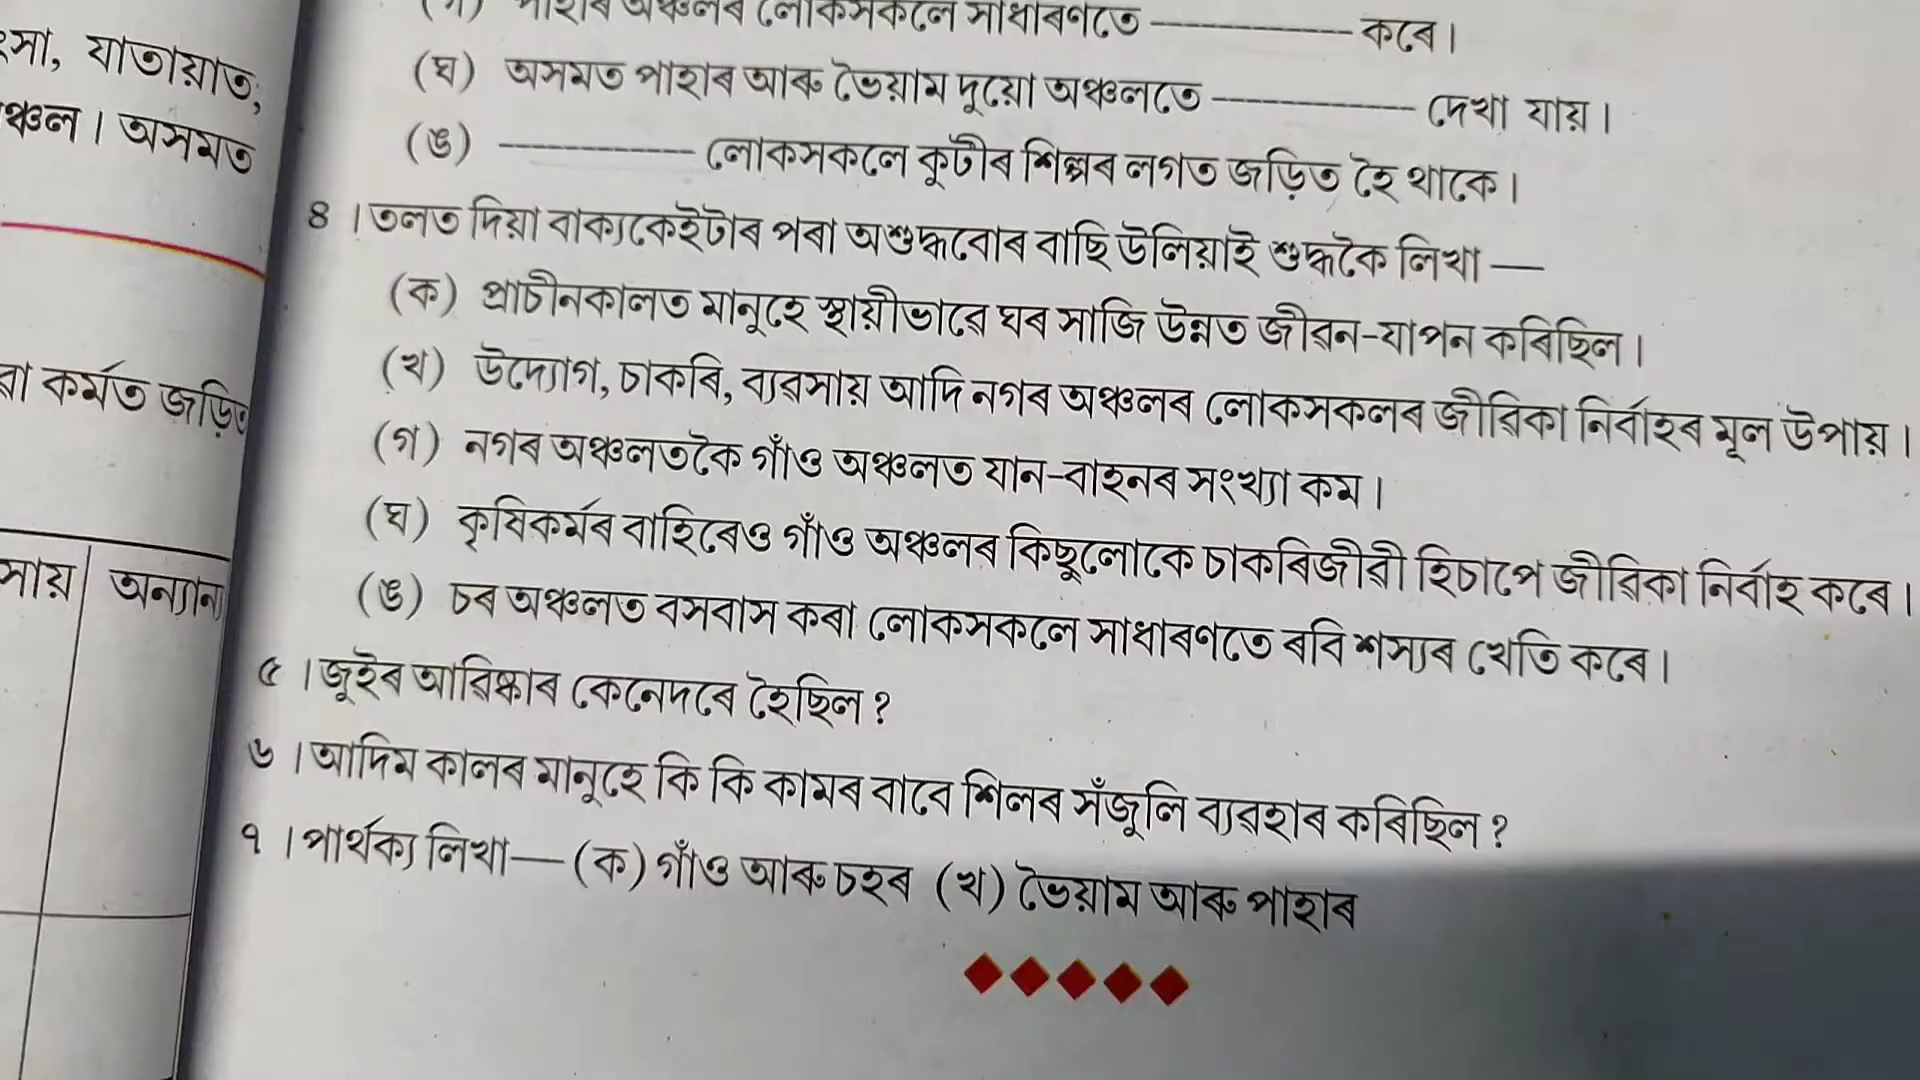 (গ) পাহাৰ অঞ্চলৰ লোকসকলে সাধাৰণতে ———— কৰে।
(ঘ) অসমত পাহাৰ আৰু ভৈয়াম দুয়ো অঞ্চলতে ———— দেখা যায়।
(ঙ) ———— লোকসকলে কুটীৰ শিল্পৰ লগত জড়িত হৈ থাকে।
৪। তলত দিয়া বাক্যকেইটাৰ পৰা অশুদ্ধবোৰ বাছি উলিয়াই শুদ্ধকৈ লিখা —
(ক) প্ৰাচীনকালত মানুহে স্থায়ীভাৱে ঘৰ সাজি উন্নত জীৱন-যাপন কৰিছিল।
(খ) উদ্যোগ, চাকৰি, ব্যৱসায় আদি নগৰ অঞ্চলৰ লোকসকলৰ জীৱিকা নিৰ্বাহৰ মূল উপায়।
(গ) নগৰ অঞ্চলতকৈ গাঁও অঞ্চলত যান-বাহনৰ সংখ্যা কম।
(ঘ) কৃষিকৰ্মৰ বাহিৰেও গাঁও অঞ্চলৰ কিছুলোকে চাকৰিজীৱী হিচাপে জীৱিকা নিৰ্বাহ কৰে।
(ঙ) চৰ অঞ্চলত বসবাস কৰা লোকসকলে সাধাৰণতে ৰবি শস্যৰ খেতি কৰে।
৫। জুইৰ আৱিষ্কাৰ কেনেদৰে হৈছিল?
৬। আদিম কালৰ মানুহে কি কি কামৰ বাবে শিলৰ সঁজুলি ব্যৱহাৰ কৰিছিল?
৭। পাৰ্থক্য লিখা— (ক) গাঁও আৰু চহৰ (খ) ভৈয়াম আৰু পাহাৰ
যাতায়াত,
অসমত
কৰ্মত জড়িত
অন্যান্য